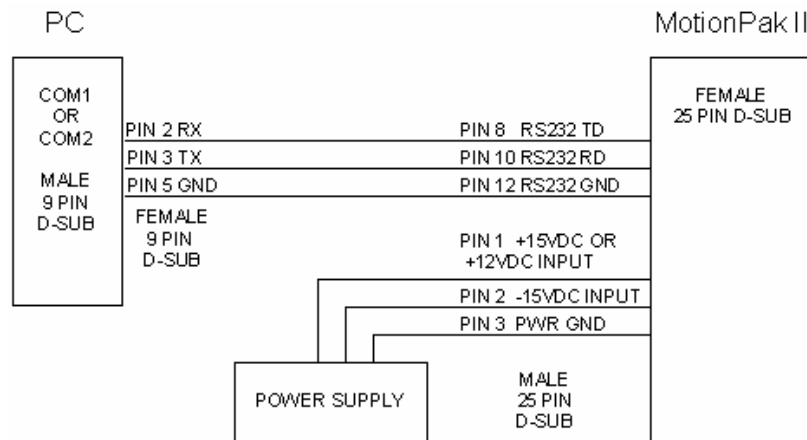 PC
MotionPak II
COM1
OR
COM2
MALE
9 PIN
D-SUB
PIN 2 RX
PIN 3 TX
PIN 5 GND
FEMALE
9 PIN
D-SUB
PIN 8 RS232 TD
PIN 10 RS232 RD
PIN 12 RS232 GND
FEMALE
25 PIN D-SUB
PIN 1 +15VDC OR
+12VDC INPUT
PIN 2 -15VDC INPUT
PIN 3 PWR GND
POWER SUPPLY
MALE
25 PIN
D-SUB